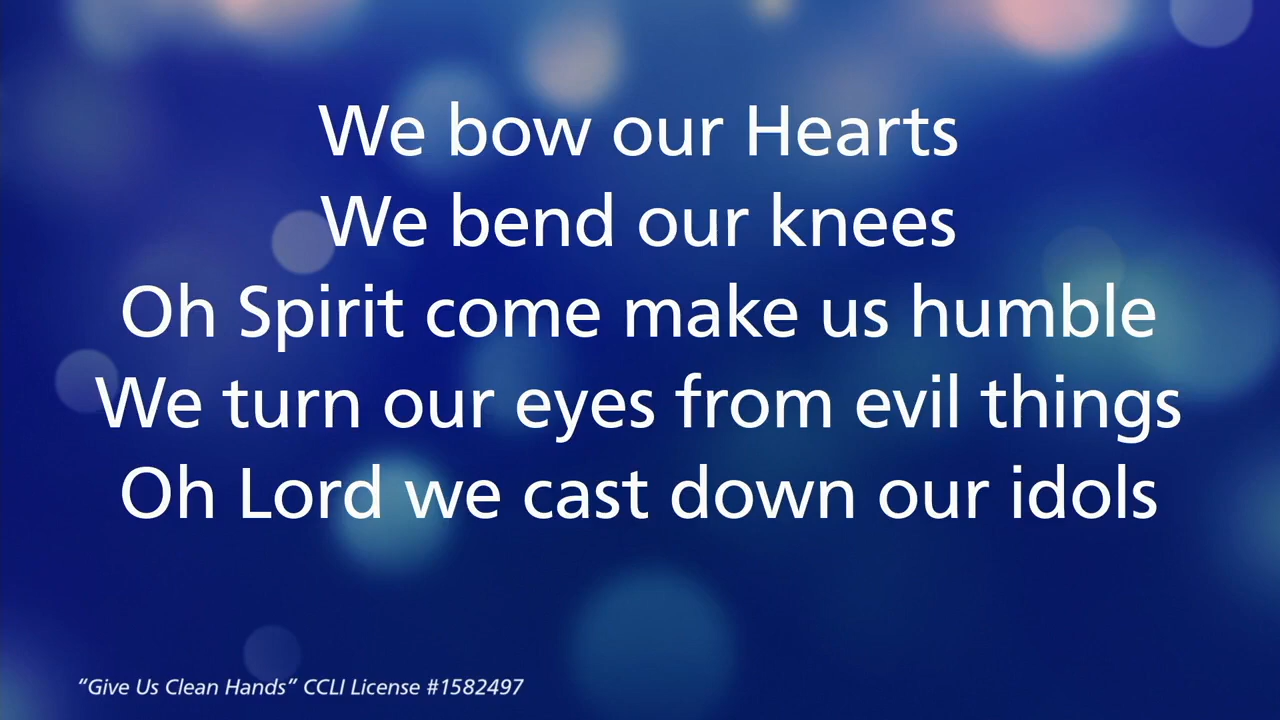 We bow our Hearts
We bend our knees
Oh Spirit come make us humble
We turn our eyes from evil things
Oh Lord we cast down our idols
“Give Us Clean Hands” CCLI License #1582497